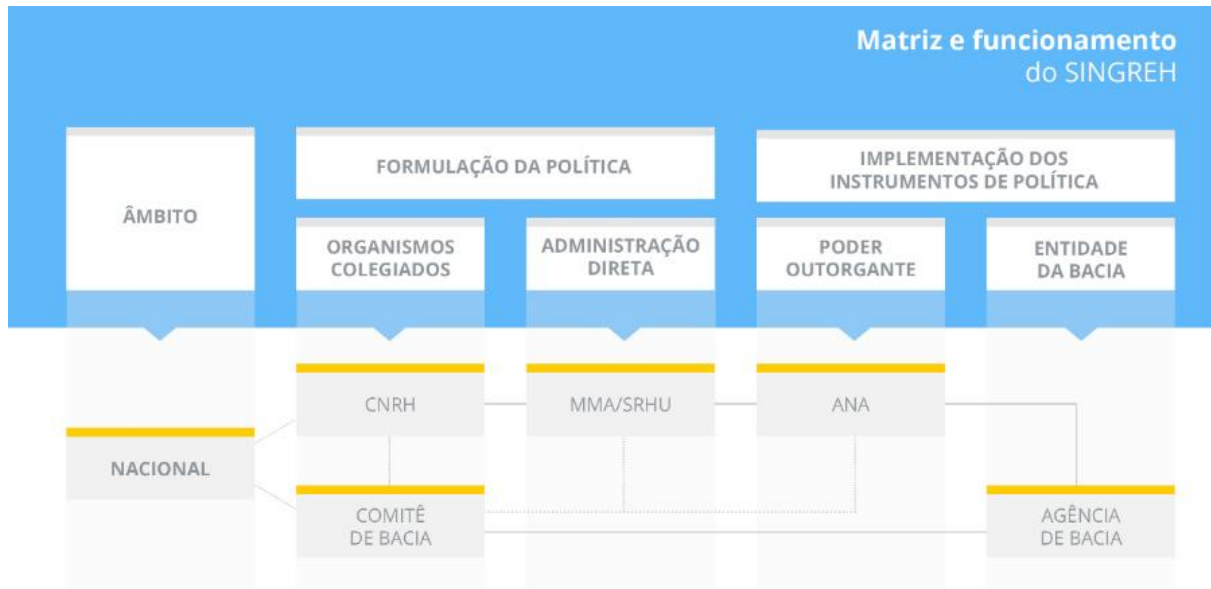 Matriz e funcionamento
do SINGREH
ÂMBITO
FORMULAÇÃO DA POLÍTICA
IMPLEMENTAÇÃO DOS
INSTRUMENTOS DE POLÍTICA
ORGANISMOS
COLEGIADOS
ADMINISTRAÇÃO
DIRETA
PODER
OUTORGANTE
ENTIDADE
DA BACIA
NACIONAL
CNRH
MMA/SRHU
ANA
COMITÊ
DE BACIA
AGÊNCIA
DE BACIA